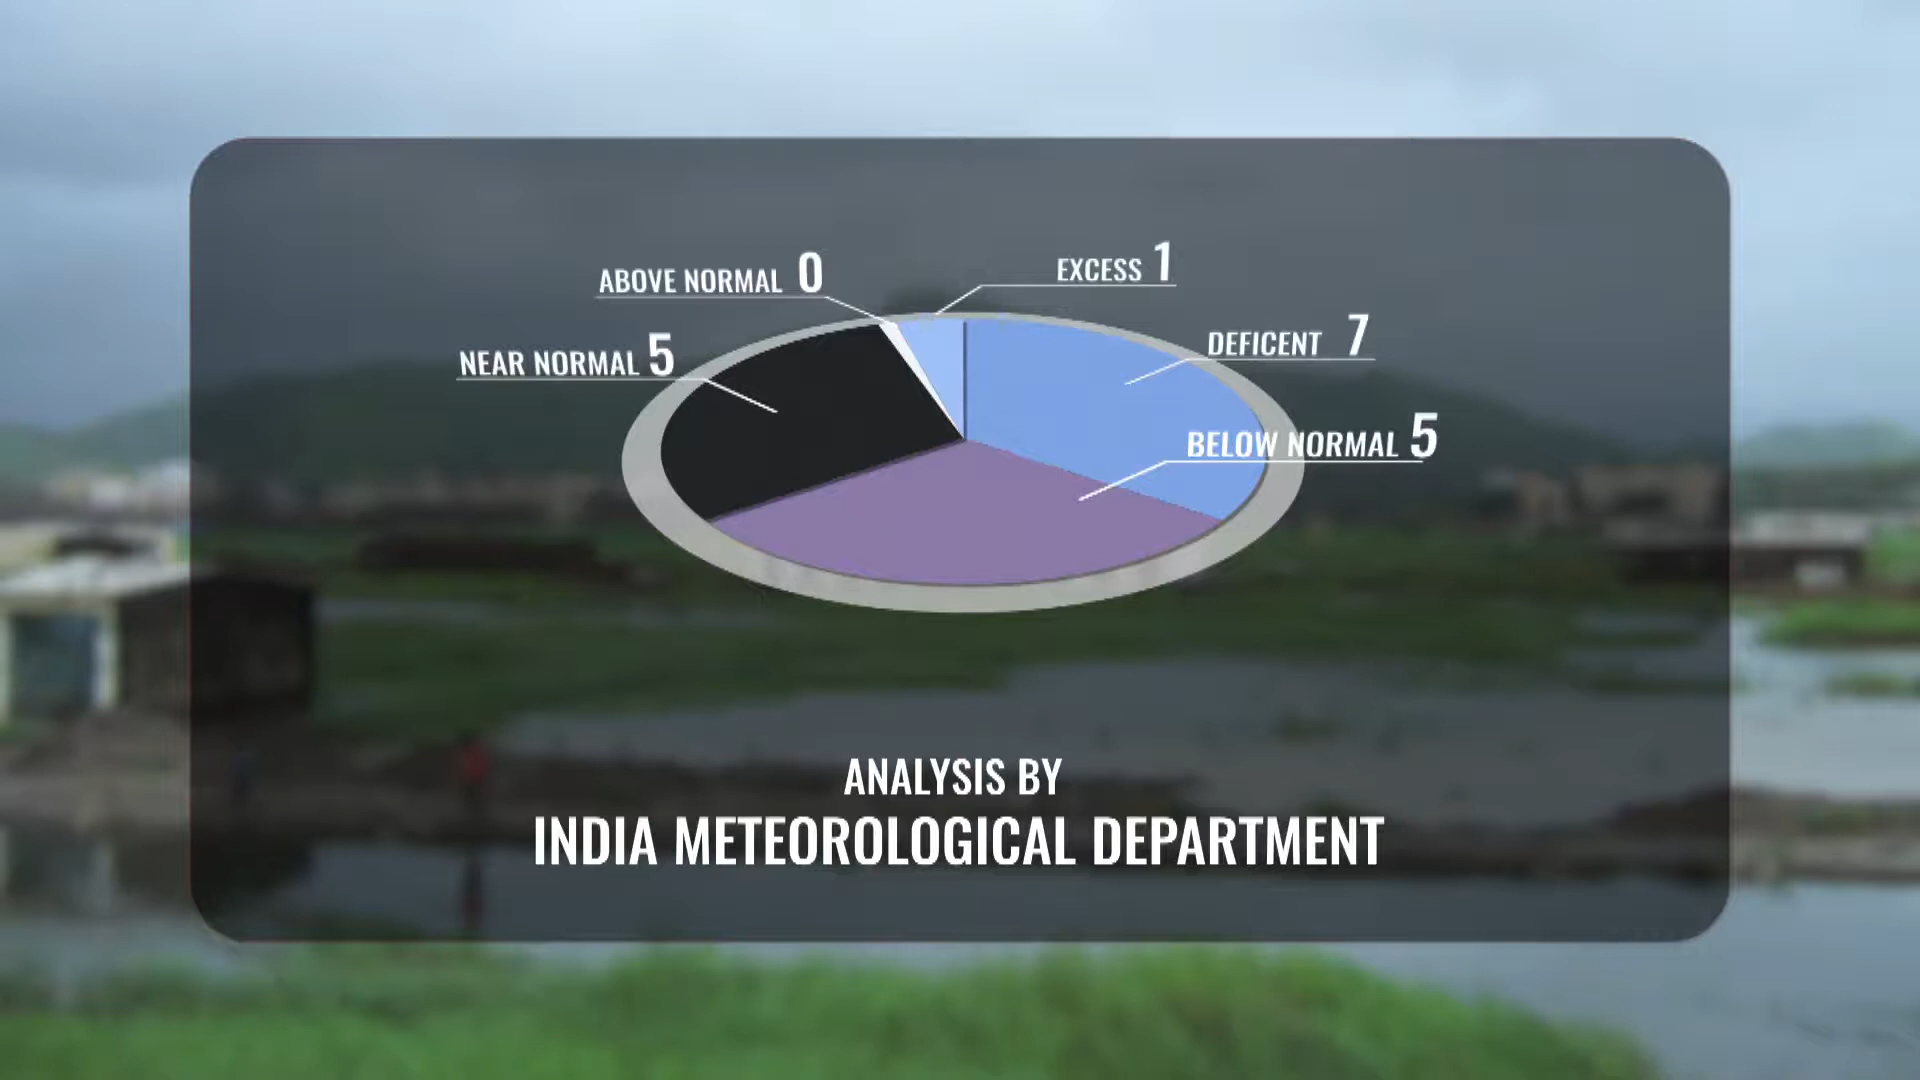 EXCESS 1
ABOVE NORMAL 0
DEFICENT 7
NEAR NORMAL 5
BELOW NORMAL 5
ANALYSIS BY
INDIA METEOROLOGICAL DEPARTMENT